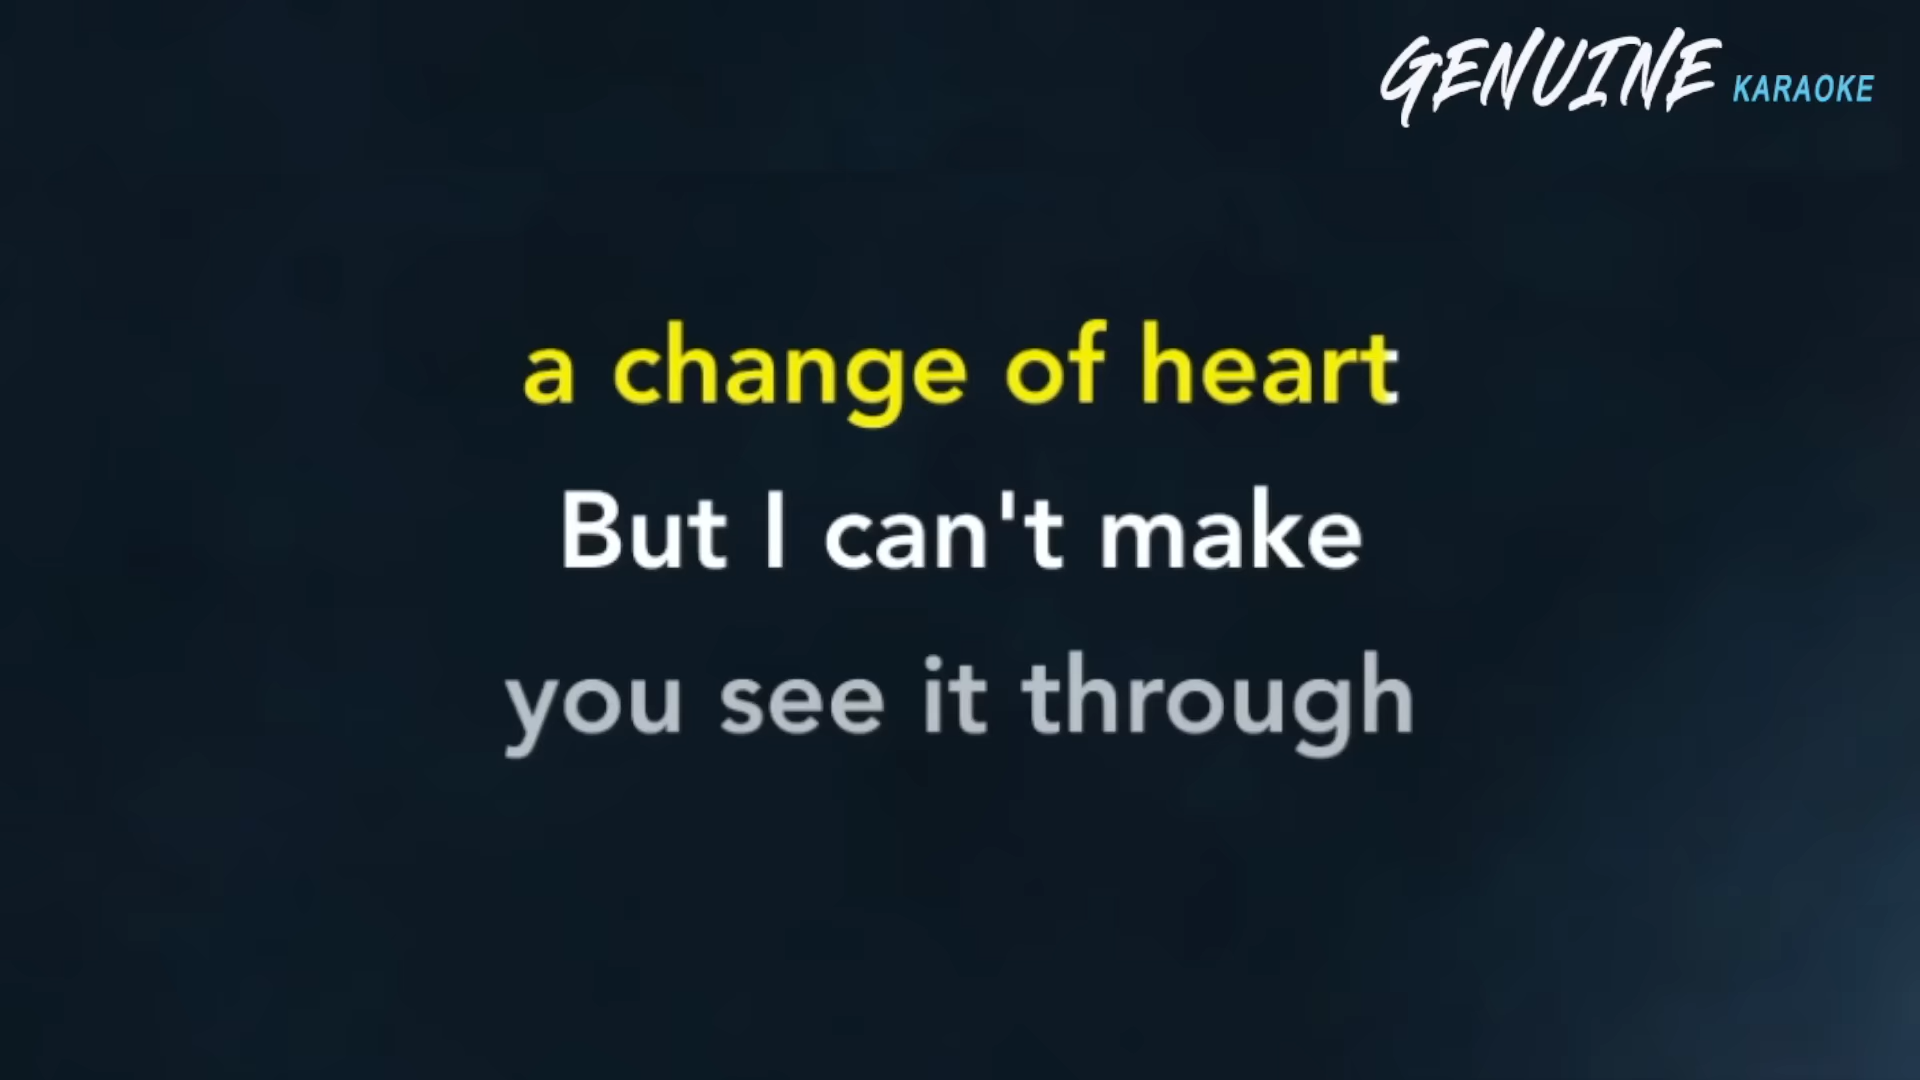 GENUINE KARAOKE
a change of heart
But I can't make
you see it through